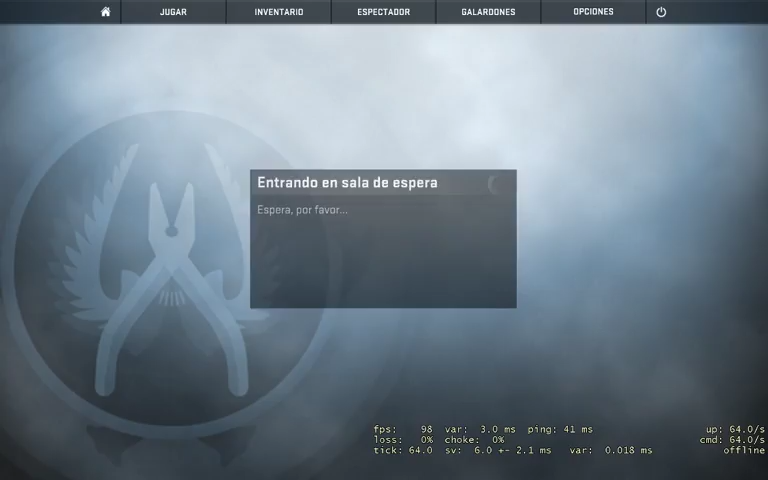 JUGAR INVENTARIO ESPECTADOR GALARDONES OPCIONES
Entrando en sala de espera
Espera, por favor...
fps: 98 var: 3.0 ms ping: 41 ms up: 64.0/s
loss: 0% choke: 0% cmd: 64.0/s
tick: 64.0 sv: 6.0 +- 2.1 ms var: 0.018 ms offline